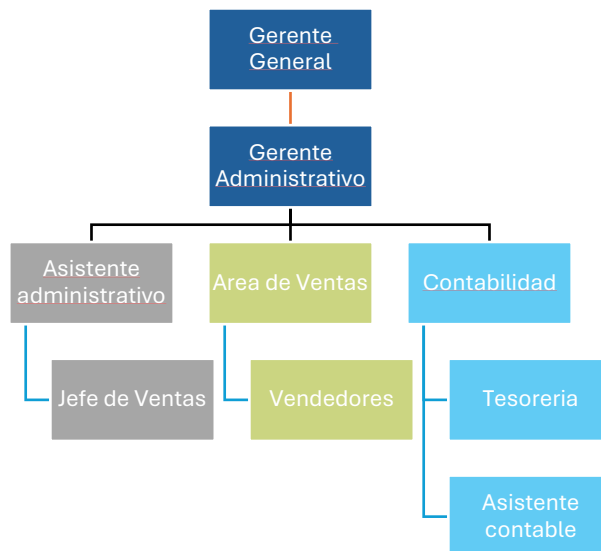 Gerente
General
Gerente
Administrativo
Asistente
administrativo
Area de Ventas
Contabilidad
Jefe de Ventas
Vendedores
Tesoreria
Asistente
contable